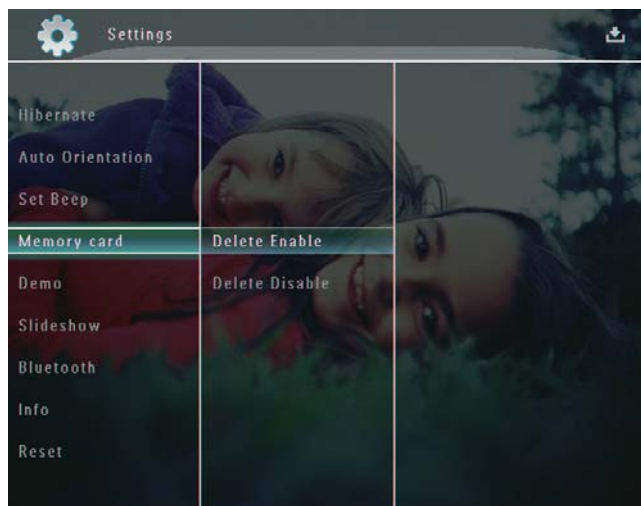 Settings
Hibernate
Auto Orientation
Set Beep
Memory card
Delete Enable
Demo
Delete Disable
Slideshow
Bluetooth
Info
Reset